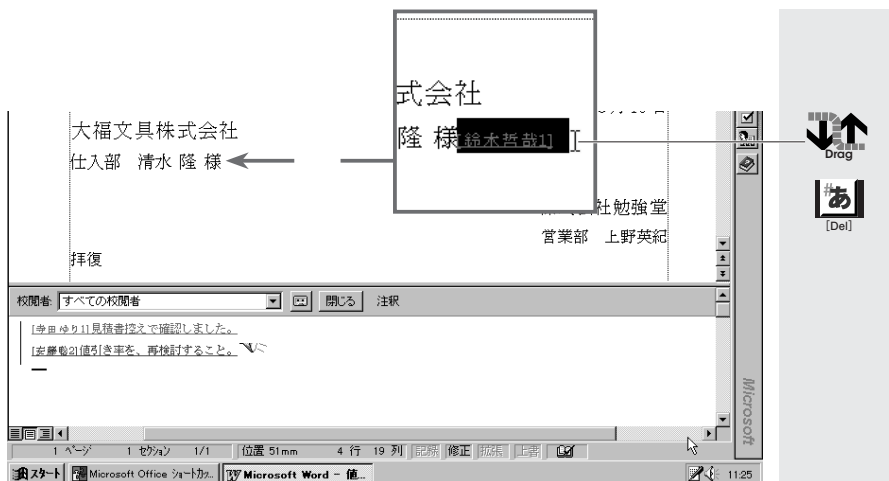 式会社
隆 様[鈴木哲哉1]
大福文具株式会社
仕入部 清水 隆 様
社勉強堂
営業部 上野英紀
拝復
Drag
#あ
[Del]
校閲者: すべての校閲者 閉じる 注釈
[寺田ゆり1]見積書控えで確認しました。
[安藤聡2]値引き率を、再検討すること。
Microsoft
1 ページ 1 セクション 1/1 位置 51mm 4 行 19 列 記録 修正 拡張 上書
スタート Microsoft Office ショートカッ.. Microsoft Word - 値... 11:25